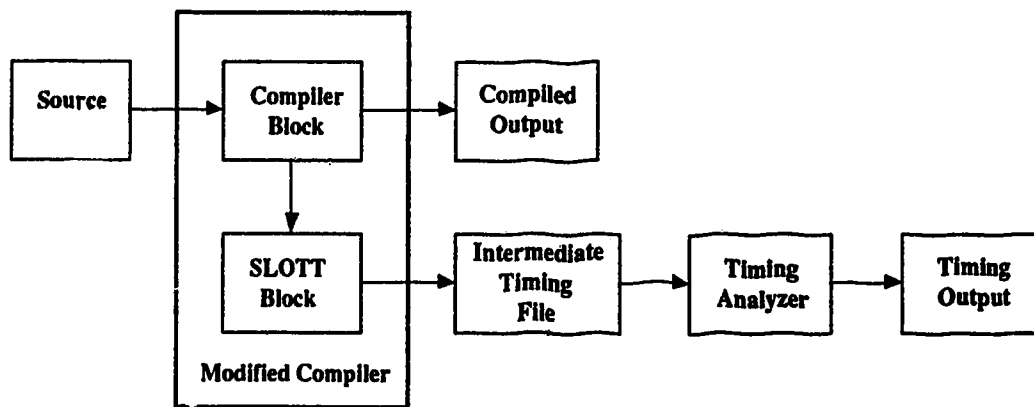 Source
Compiler
Block
Compiled
Output
SLOTT
Block
Intermediate
Timing
File
Timing
Analyzer
Timing
Output
Modified Compiler